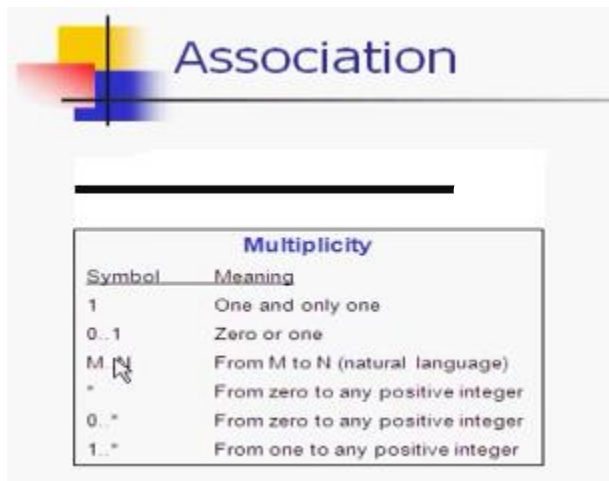 Association
Multiplicity
Symbol Meaning
1 One and only one
0..1 Zero or one
M..N From M to N (natural language)
* From zero to any positive integer
0..* From zero to any positive integer
1..* From one to any positive integer